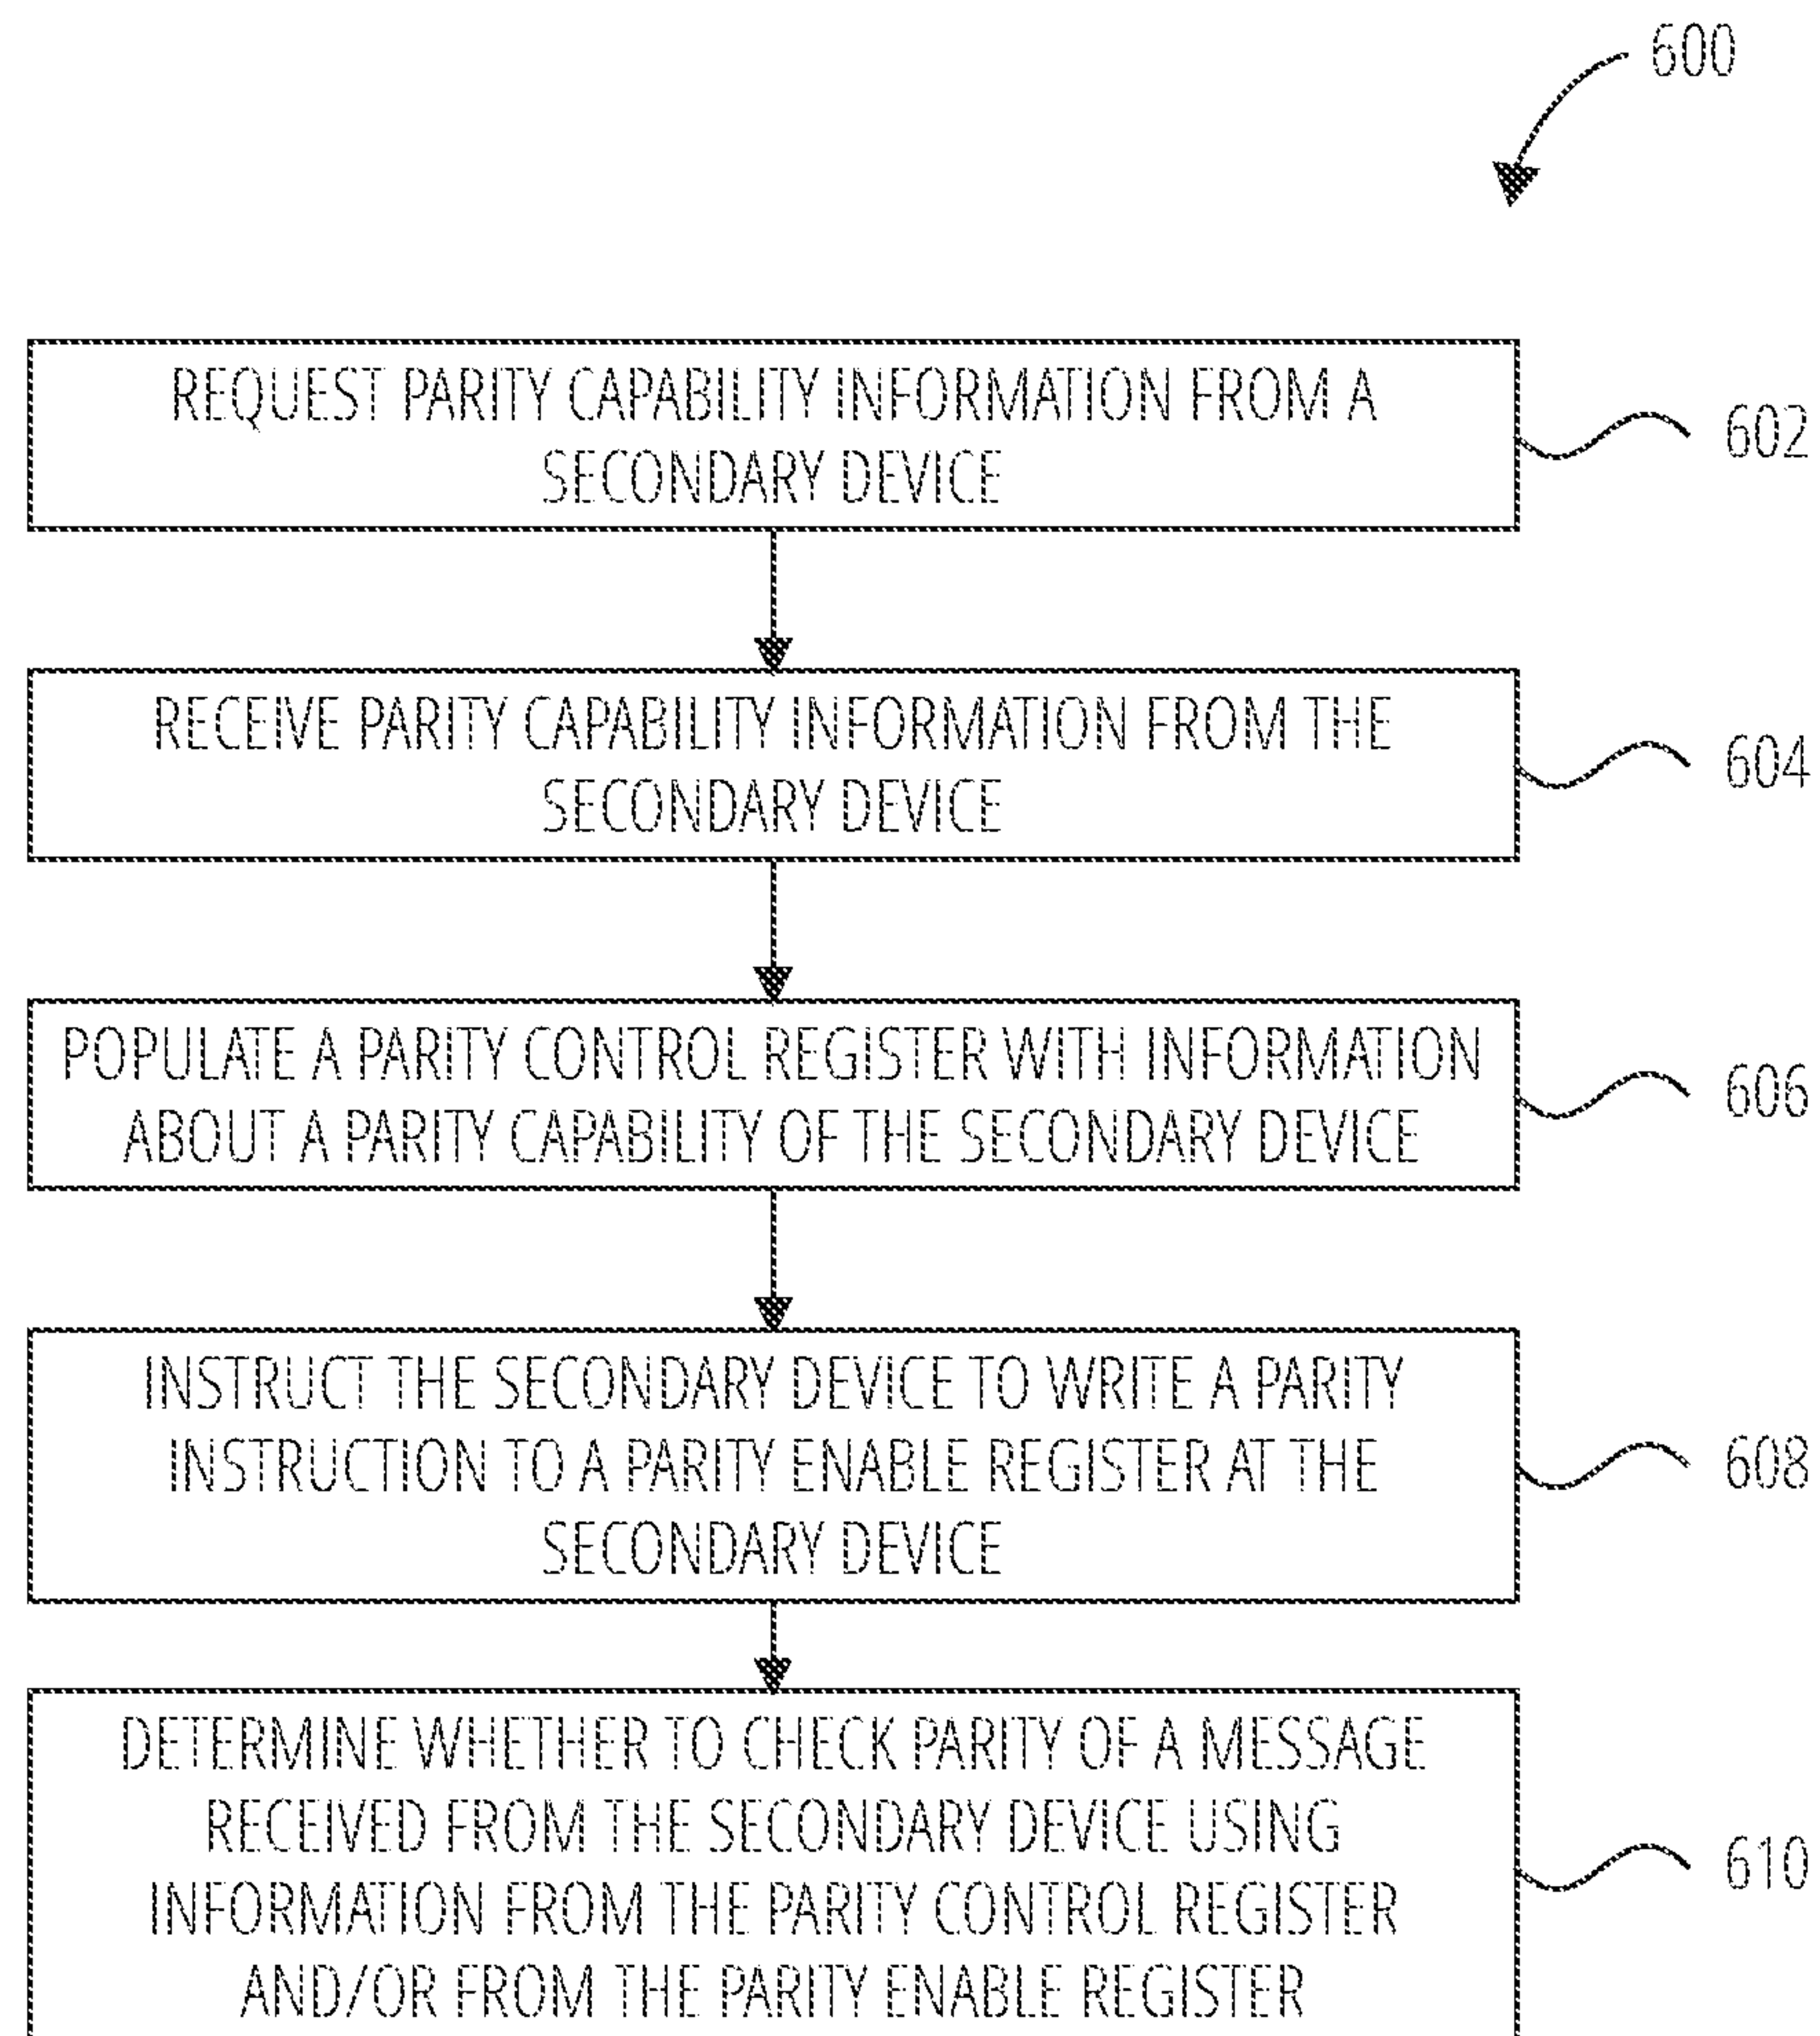 600
REQUEST PARITY CAPABILITY INFORMATION FROM A
SECONDARY DEVICE
602
RECEIVE PARITY CAPABILITY INFORMATION FROM THE
SECONDARY DEVICE
604
POPULATE A PARITY CONTROL REGISTER WITH INFORMATION
ABOUT A PARITY CAPABILITY OF THE SECONDARY DEVICE
606
INSTRUCT THE SECONDARY DEVICE TO WRITE A PARITY
INSTRUCTION TO A PARITY ENABLE REGISTER AT THE
SECONDARY DEVICE
608
DETERMINE WHETHER TO CHECK PARITY OF A MESSAGE
RECEIVED FROM THE SECONDARY DEVICE USING
INFORMATION FROM THE PARITY CONTROL REGISTER
AND/OR FROM THE PARITY ENABLE REGISTER
610